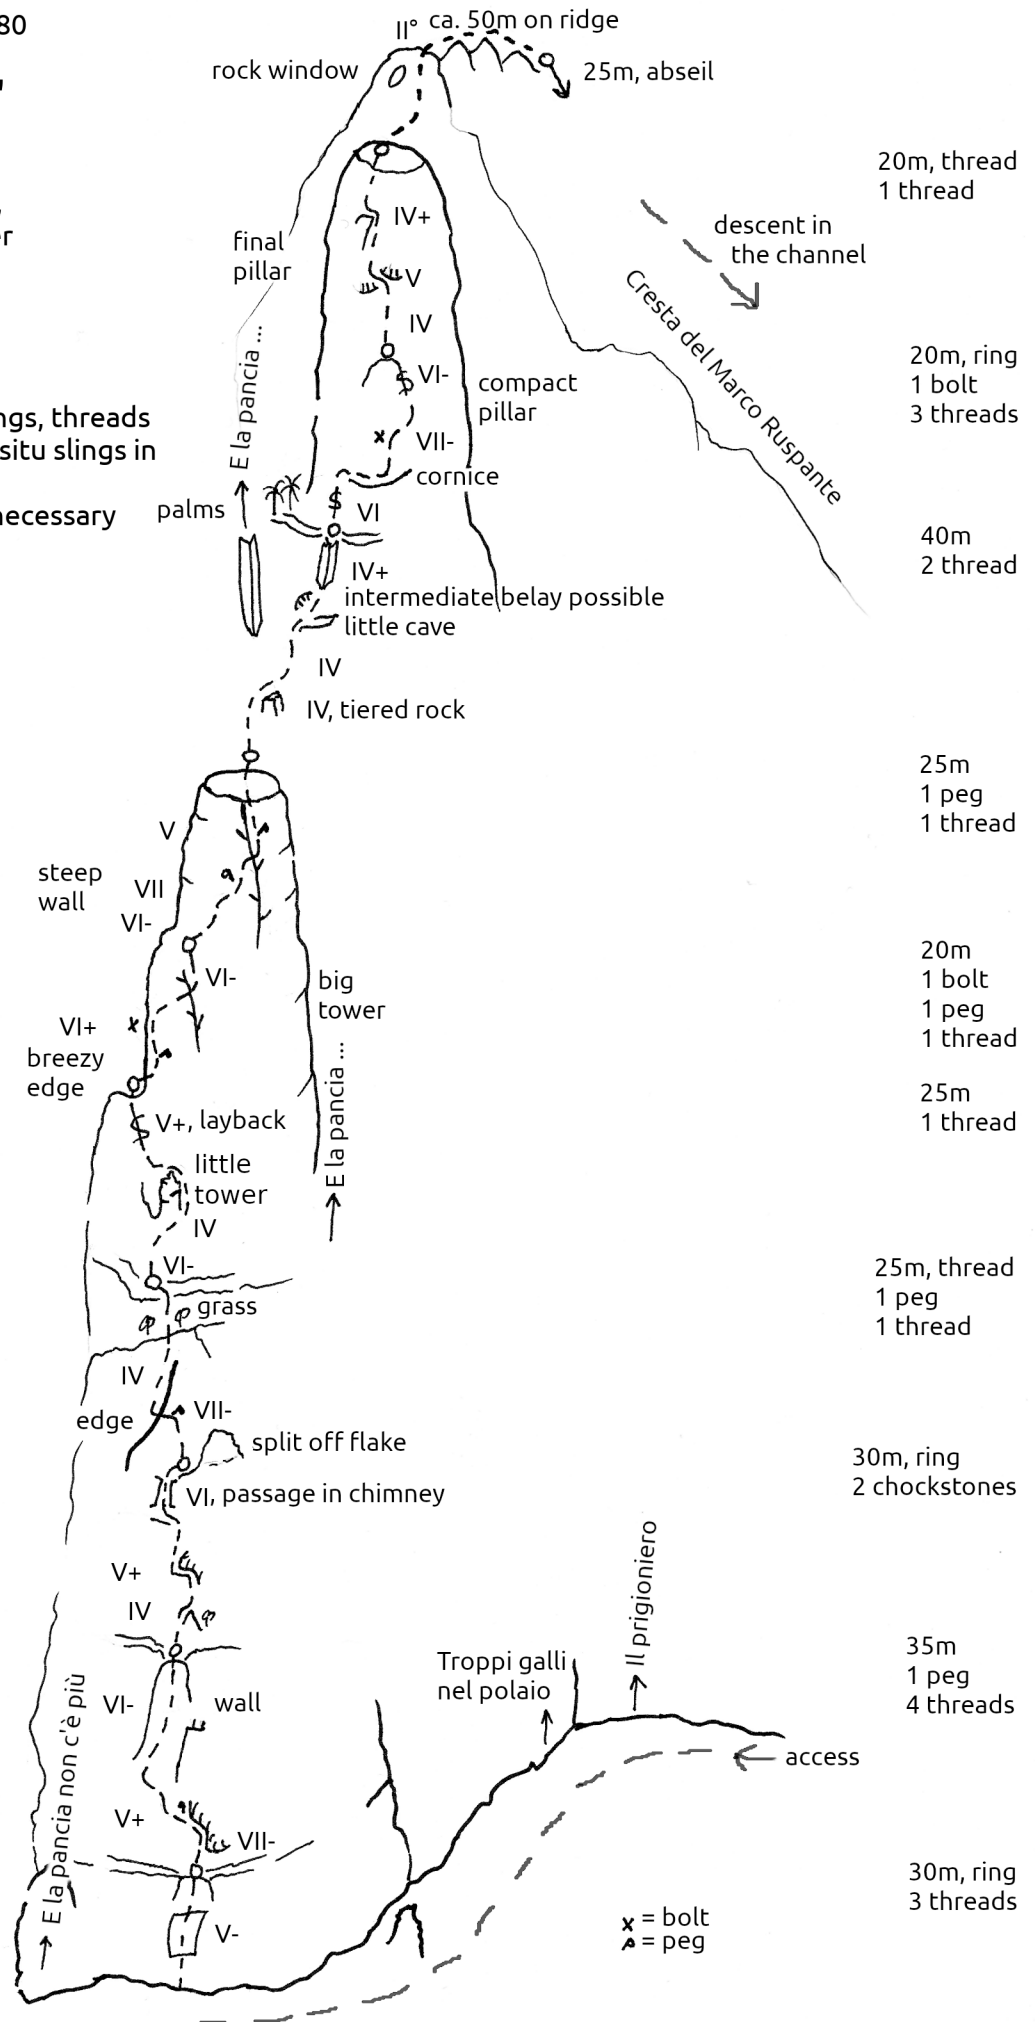 80
II° ca. 50m on ridge
rock window
25m, abseil
20m, thread
1 thread
descent in
the channel
IV+
final
pillar
V
Cresta del Marco Ruspante
IV
E la pancia ...
20m, ring
1 bolt
3 threads
VI-
compact
pillar
ngs, threads
situ slings in
VII-
cornice
palms
VI
necessary
40m
2 thread
IV+
intermediate belay possible
little cave
IV
IV, tiered rock
25m
1 peg
1 thread
V
steep
wall
VII
VI-
VI-
big
tower
20m
1 bolt
1 peg
1 thread
VI+
breezy
edge
E la pancia ...
25m
1 thread
V+, layback
little
tower
IV
VI-
25m, thread
1 peg
1 thread
grass
IV
edge
VII-
split off flake
30m, ring
2 chockstones
VI, passage in chimney
V+
IV
Il prigioniero
Troppi galli
nel polaio
35m
1 peg
4 threads
VI-
wall
access
E la pancia non c'è più
V+
VII-
30m, ring
3 threads
V-
x = bolt
= peg